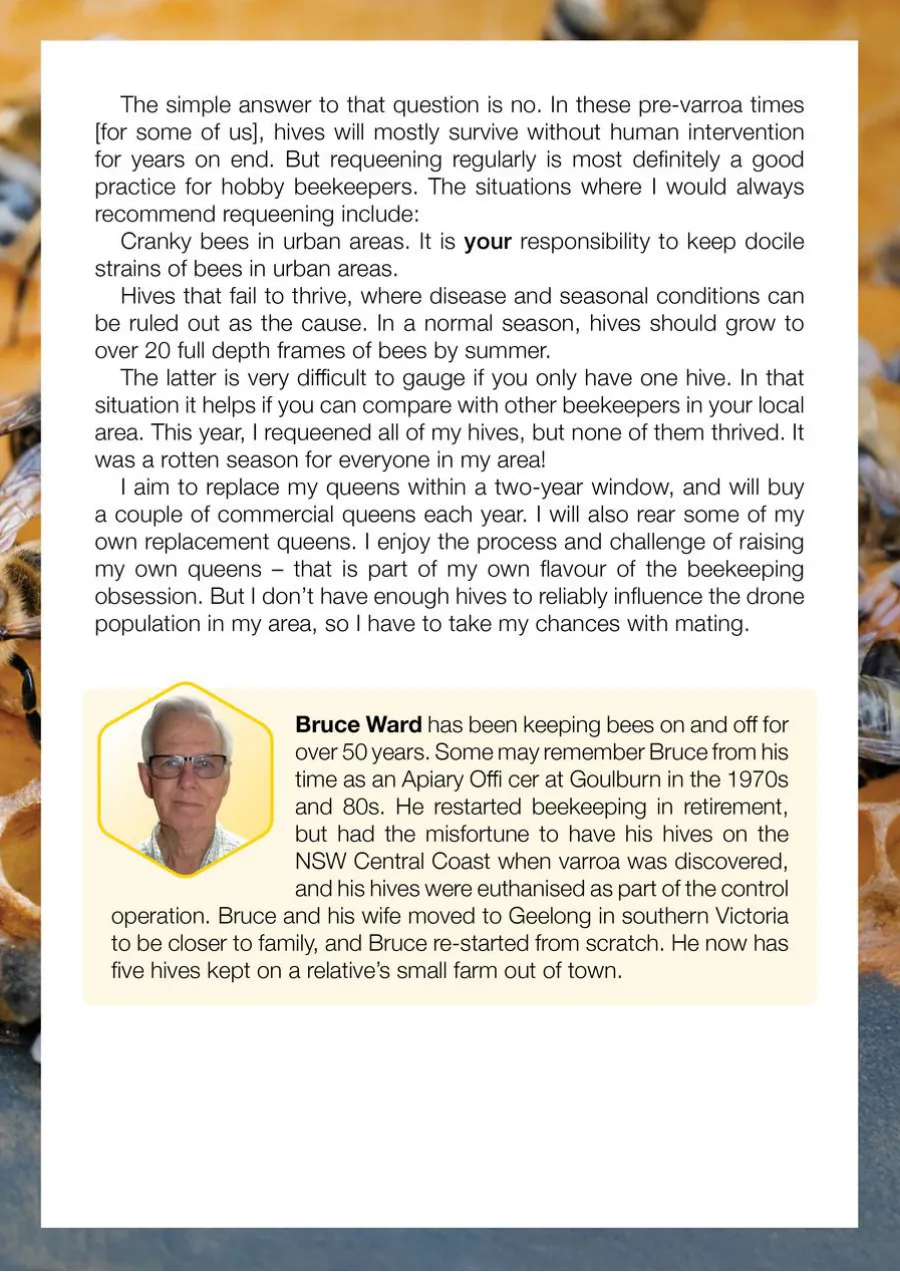 The simple answer to that question is no. In these pre-varroa times
[for some of us], hives will mostly survive without human intervention
for years on end. But requeening regularly is most definitely a good
practice for hobby beekeepers. The situations where I would always
recommend requeening include:
Cranky bees in urban areas. It is your responsibility to keep docile
strains of bees in urban areas.
Hives that fail to thrive, where disease and seasonal conditions can
be ruled out as the cause. In a normal season, hives should grow to
over 20 full depth frames of bees by summer.
The latter is very difficult to gauge if you only have one hive. In that
situation it helps if you can compare with other beekeepers in your local
area. This year, I requeened all of my hives, but none of them thrived. It
was a rotten season for everyone in my area!
I aim to replace my queens within a two-year window, and will buy
a couple of commercial queens each year. I will also rear some of my
own replacement queens. I enjoy the process and challenge of raising
my own queens – that is part of my own flavour of the beekeeping
obsession. But I don’t have enough hives to reliably influence the drone
population in my area, so I have to take my chances with mating.
Bruce Ward has been keeping bees on and off for
over 50 years. Some may remember Bruce from his
time as an Apiary Offi cer at Goulburn in the 1970s
and 80s. He restarted beekeeping in retirement,
but had the misfortune to have his hives on the
NSW Central Coast when varroa was discovered,
and his hives were euthanised as part of the control
operation. Bruce and his wife moved to Geelong in southern Victoria
to be closer to family, and Bruce re-started from scratch. He now has
five hives kept on a relative’s small farm out of town.